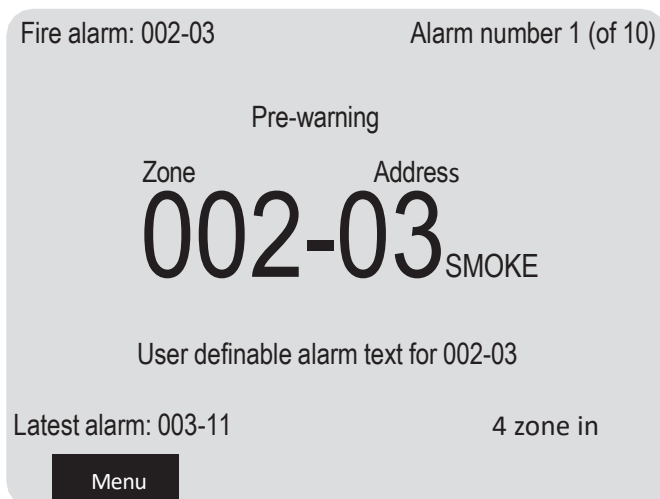 Fire alarm: 002-03 Alarm number 1 (of 10)
Pre-warning
Zone Address
002-03 SMOKE
User definable alarm text for 002-03
Latest alarm: 003-11 4 zone in
Menu